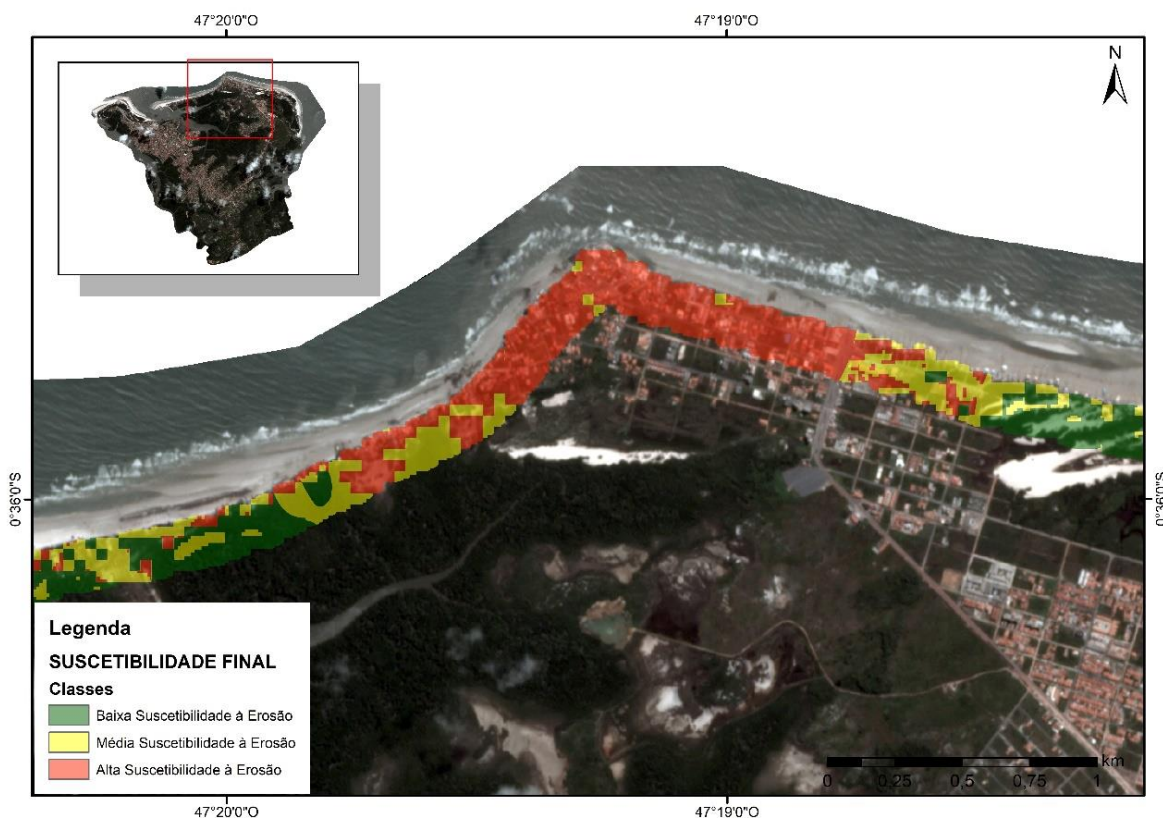 47°20'0"O
47°19'0"O
N
0°36'0"S
0°36'0"S
Legenda
SUSCETIBILIDADE FINAL
Classes
Baixa Suscetibilidade à Erosão
Média Suscetibilidade à Erosão
Alta Suscetibilidade à Erosão
km
0 0,25 0,5 0,75 1
47°20'0"O
47°19'0"O